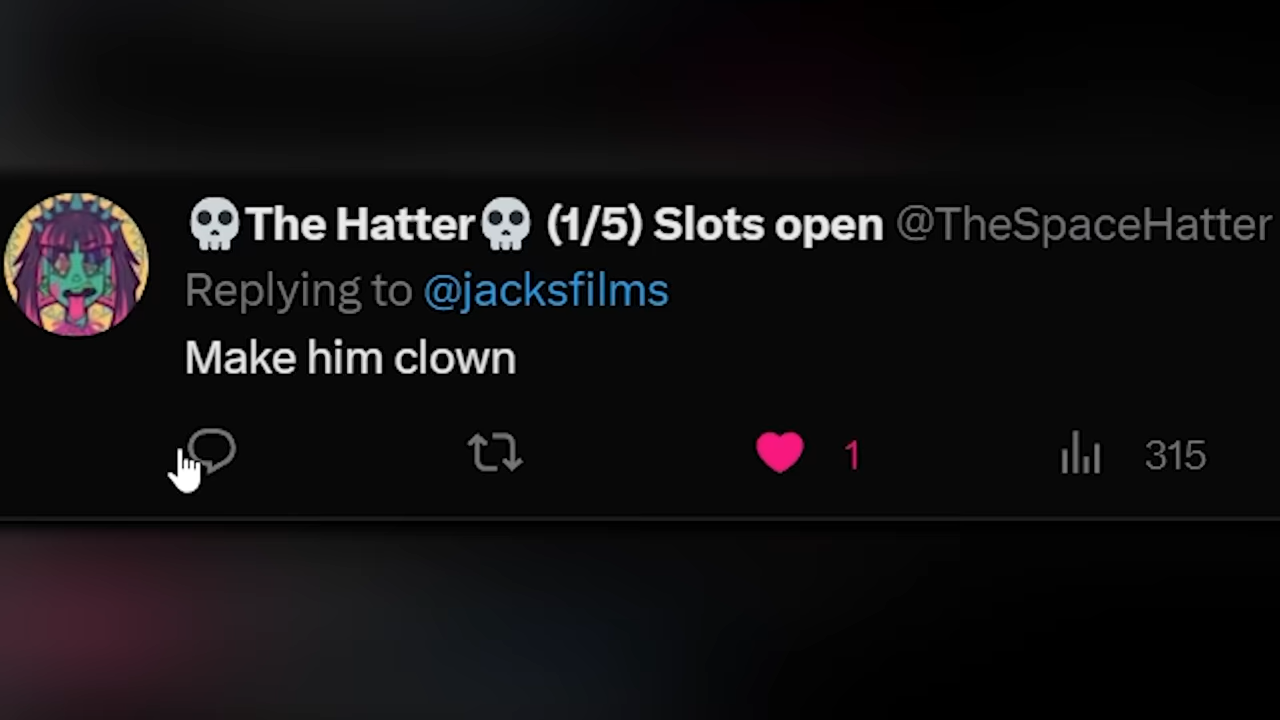 💀The Hatter💀 (1/5) Slots open @TheSpaceHatter
Replying to @jacksfilms
Make him clown
1 315